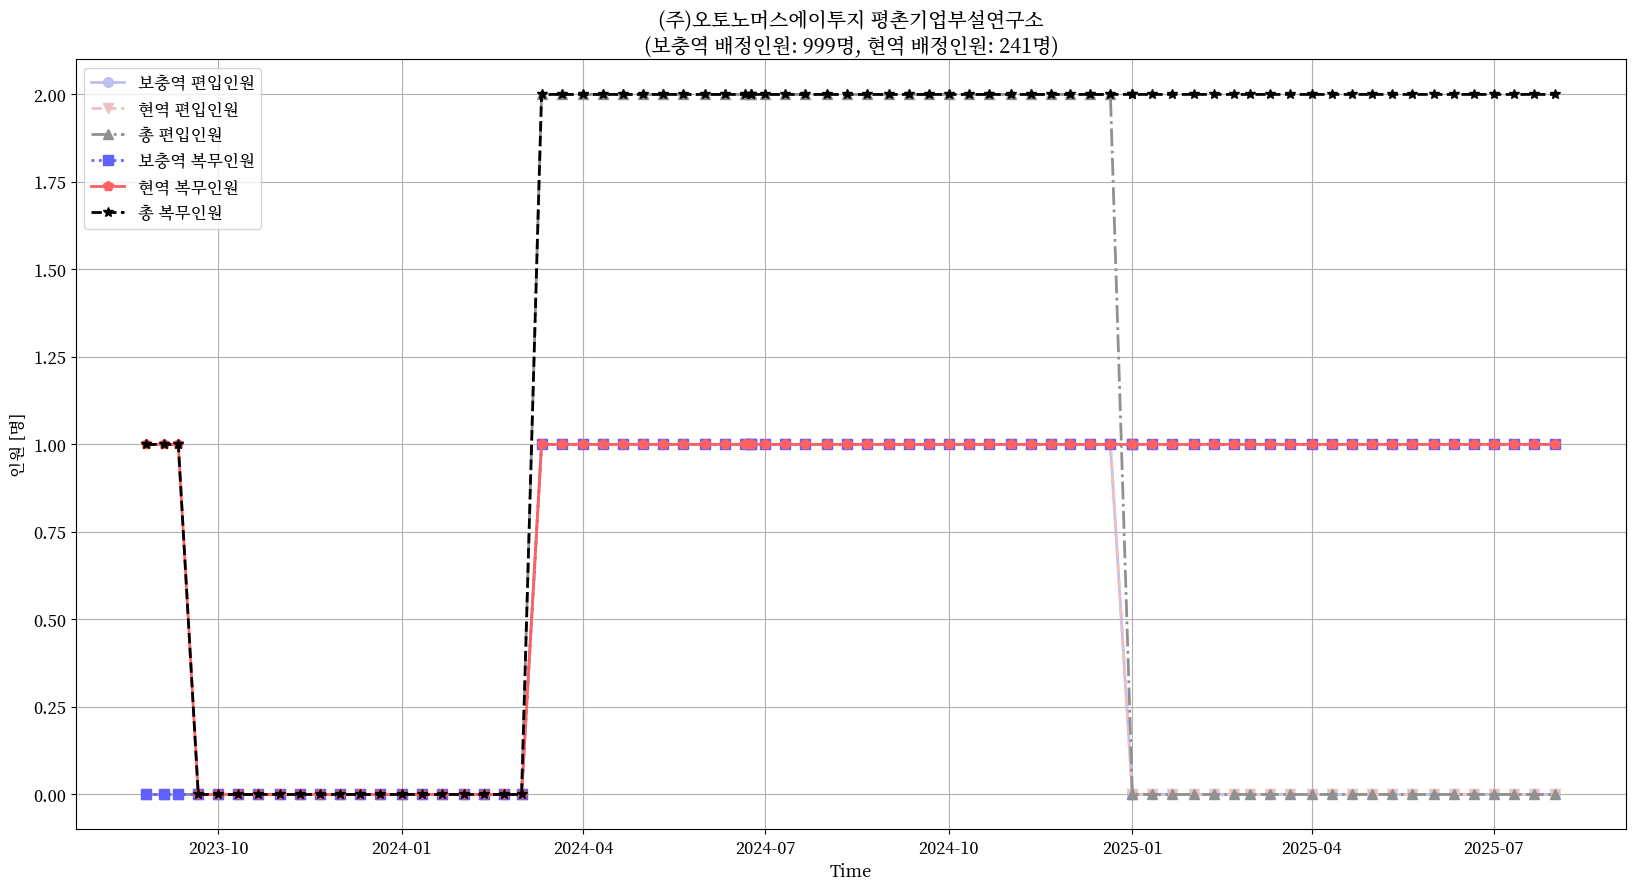 (주)오토노머스에이투지 평촌기업부설연구소
(보충역 배정인원: 999명, 현역 배정인원: 241명)
보충역 편입인원
현역 편입인원
총 편입인원
보충역 복무인원
현역 복무인원
총 복무인원
2.00
1.75
1.50
1.25
1.00
0.75
0.50
0.25
0.00
인원 [명]
2023-10
2024-01
2024-04
2024-07
2024-10
2025-01
2025-04
2025-07
Time